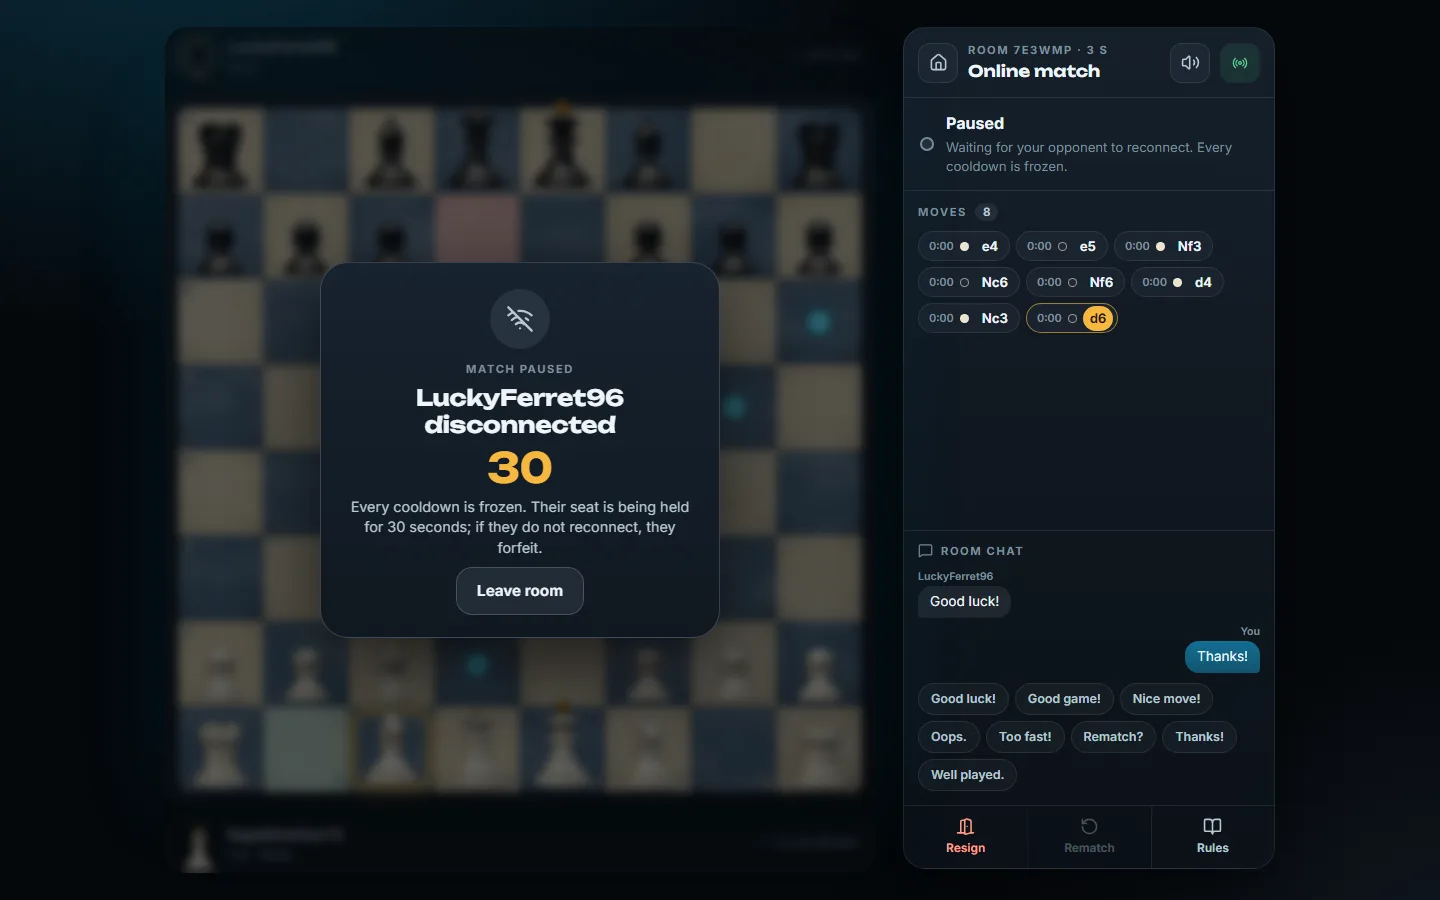 ROOM 7E3WMP · 3 S
Online match
Paused
Waiting for your opponent to reconnect. Every
cooldown is frozen.
MOVES 8
0:00 e4 0:00 e5 0:00 Nf3
0:00 Nc6 0:00 Nf6 0:00 d4
0:00 Nc3 0:00 d6
MATCH PAUSED
LuckyFerret96
disconnected
30
Every cooldown is frozen. Their seat is being held
for 30 seconds; if they do not reconnect, they
forfeit.
Leave room
ROOM CHAT
LuckyFerret96
Good luck!
You
Thanks!
Good luck! Good game! Nice move!
Oops. Too fast! Rematch? Thanks!
Well played.
Resign Rematch Rules